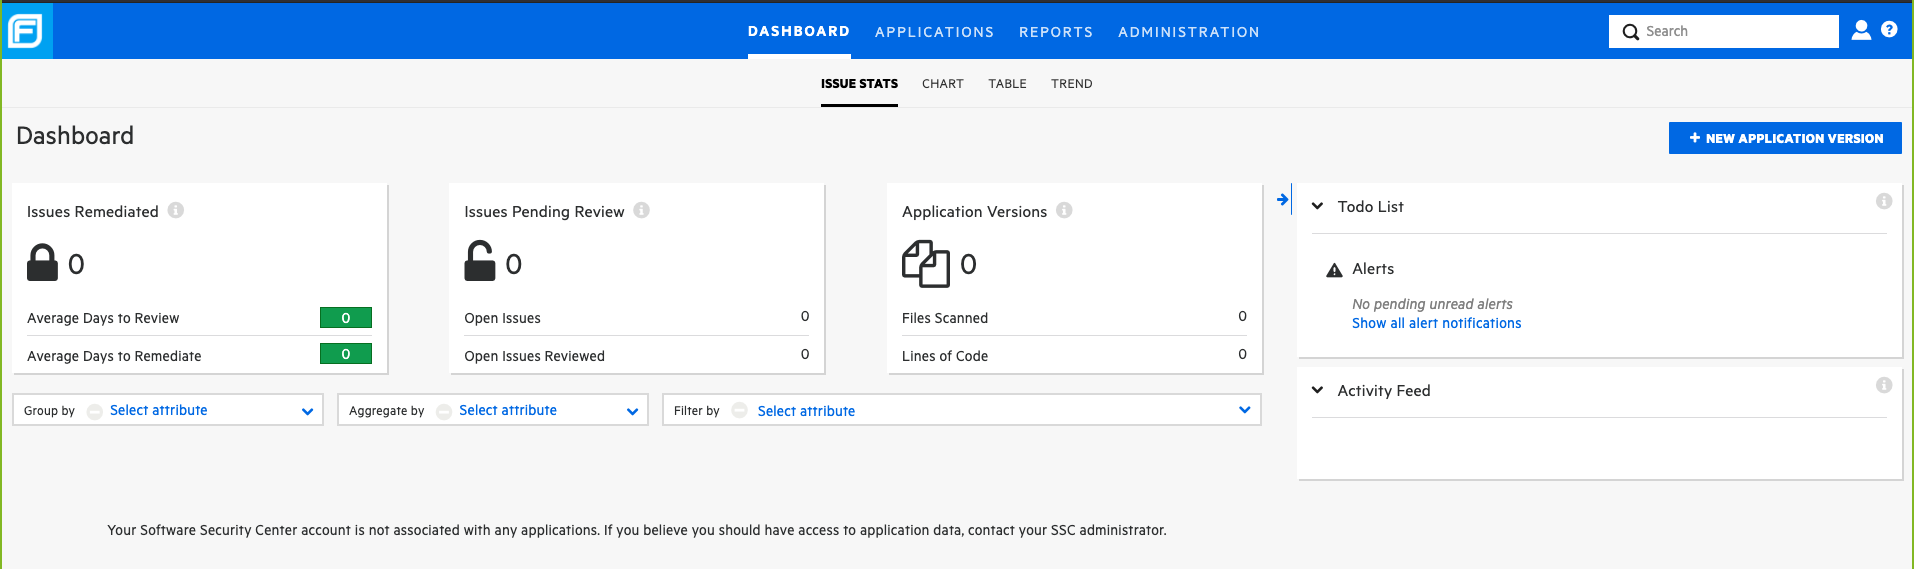 DASHBOARD APPLICATIONS REPORTS ADMINISTRATION Search ?
ISSUE STATS CHART TABLE TREND
Dashboard
+ NEW APPLICATION VERSION
Issues Remediated
0
Average Days to Review 0
Average Days to Remediate 0
Issues Pending Review
0
Open Issues 0
Open Issues Reviewed 0
Application Versions
0
Files Scanned 0
Lines of Code 0
Todo List
Alerts
No pending unread alerts
Show all alert notifications
Activity Feed
Group by Select attribute
Aggregate by Select attribute
Filter by Select attribute
Your Software Security Center account is not associated with any applications. If you believe you should have access to application data, contact your SSC administrator.